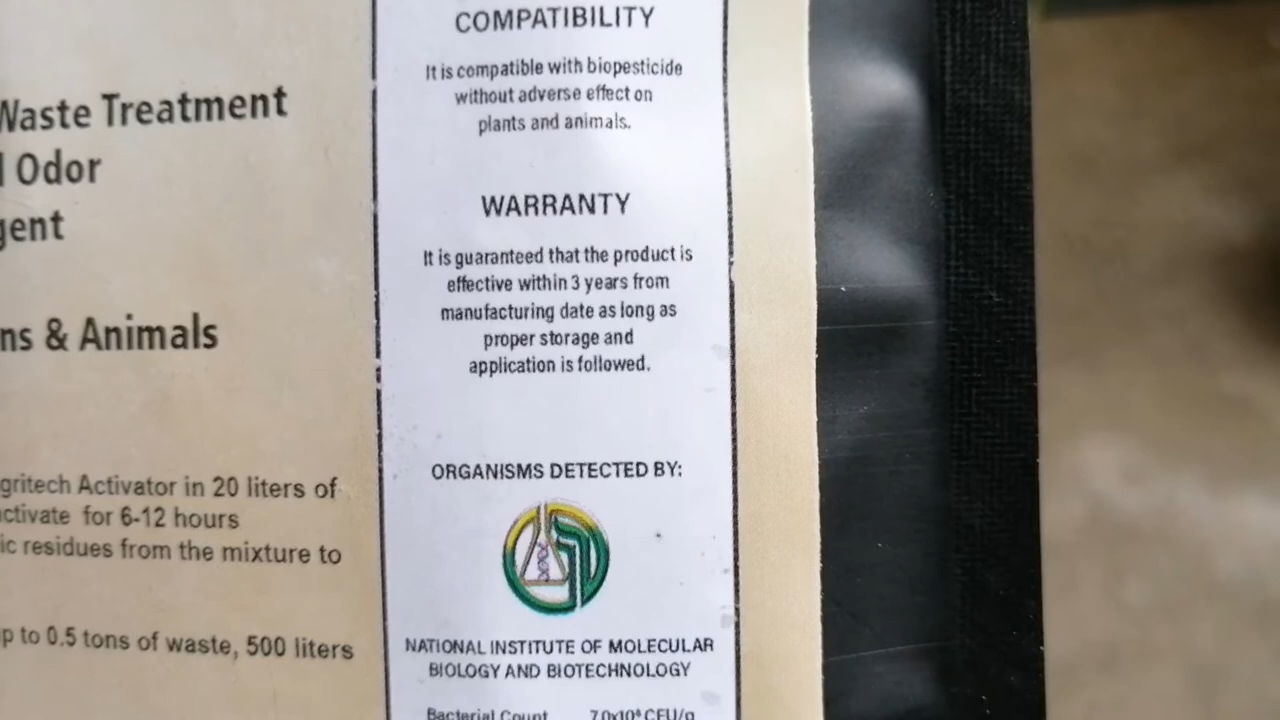 Waste Treatment
Odor
ns & Animals
gritech Activator in 20 liters of
ctivate for 6-12 hours
ic residues from the mixture to
p to 0.5 tons of waste, 500 liters
COMPATIBILITY
It is compatible with biopesticide
without adverse effect on
plants and animals.
WARRANTY
It is guaranteed that the product is
effective within 3 years from
manufacturing date as long as
proper storage and
application is followed.
ORGANISMS DETECTED BY:
NATIONAL INSTITUTE OF MOLECULAR
BIOLOGY AND BIOTECHNOLOGY
Bacterial Count